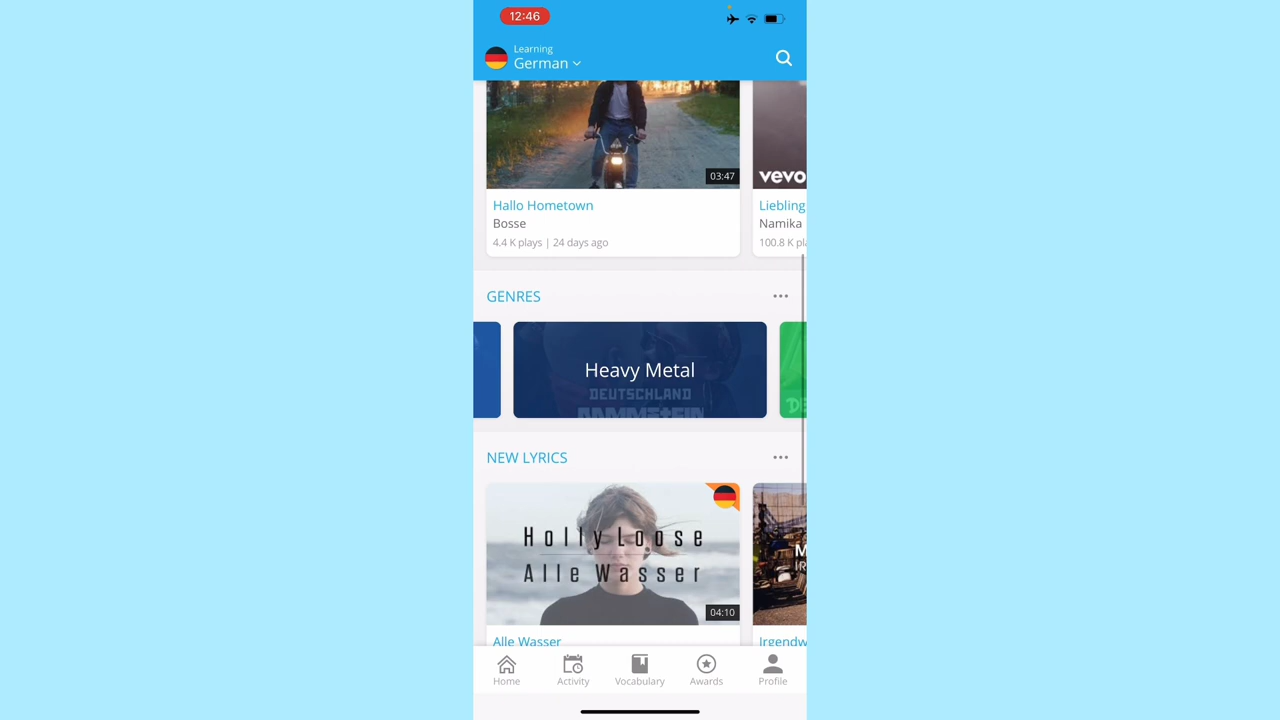 12:46
Learning
German
03:47
vevo
Hallo Hometown
Liebling
Bosse
Namika
4.4 K plays | 24 days ago
100.8 K
GENRES
Heavy Metal
DEUTSCHLAND
RAMMSTEIN
NEW LYRICS
Holly Loose
Alle Wasser
04:10
Alle Wasser
Home
Activity
Vocabulary
Awards
Profile